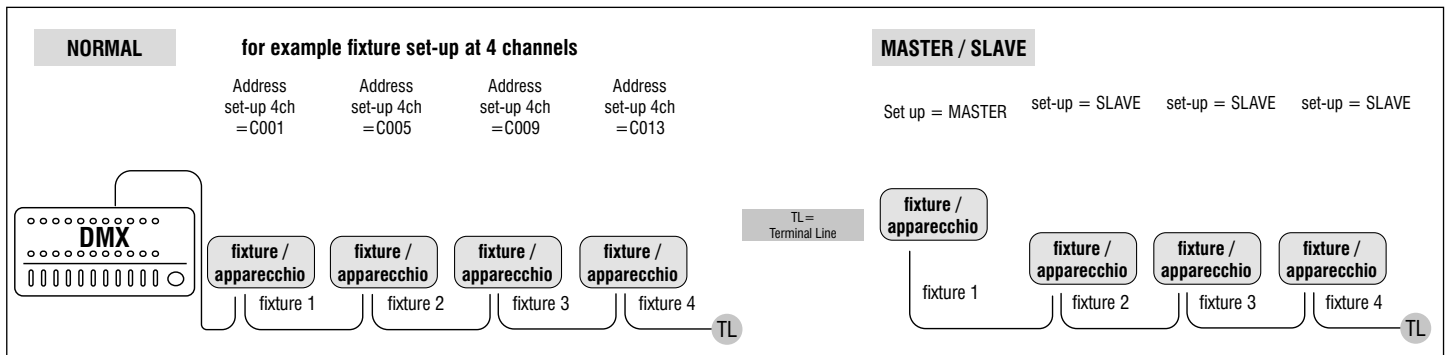 NORMAL
for example fixture set-up at 4 channels
Address
set-up 4ch
=C001
Address
set-up 4ch
=C005
Address
set-up 4ch
=C009
Address
set-up 4ch
=C013
DMX
fixture /
apparecchio
fixture /
apparecchio
fixture /
apparecchio
fixture /
apparecchio
fixture 1
fixture 2
fixture 3
fixture 4
TL
TL=
Terminal Line
MASTER / SLAVE
Set up = MASTER
set-up = SLAVE
set-up = SLAVE
set-up = SLAVE
fixture /
apparecchio
fixture /
apparecchio
fixture /
apparecchio
fixture /
apparecchio
fixture 1
fixture 2
fixture 3
fixture 4
TL